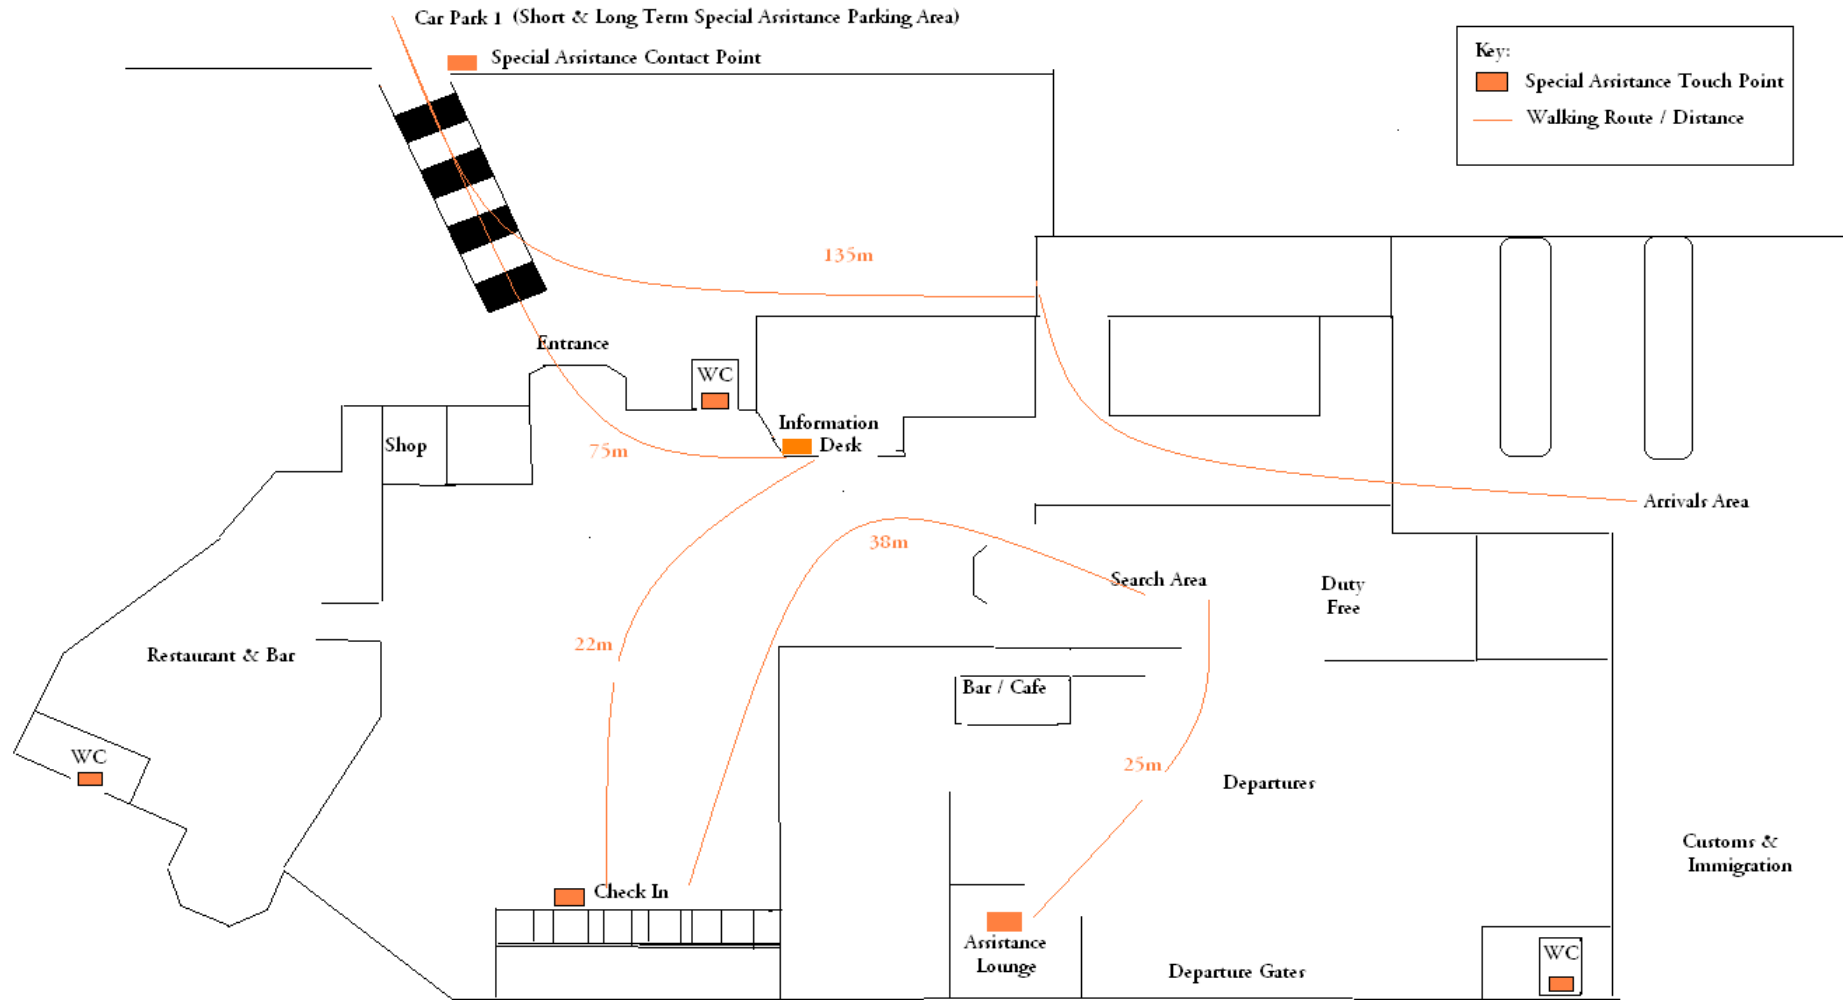 Car Park 1 (Short & Long Term Special Assistance Parking Area)
Special Assistance Contact Point
Key:
Special Assistance Touch Point
Walking Route / Distance
135m
Entrance
WC
Information
Desk
Shop
75m
Arrivals Area
38m
Search Area
Duty
Free
22m
Restaurant & Bar
Bar / Cafe
WC
25m
Departures
Customs &
Immigration
Check In
Assistance
Lounge
Departure Gates
WC